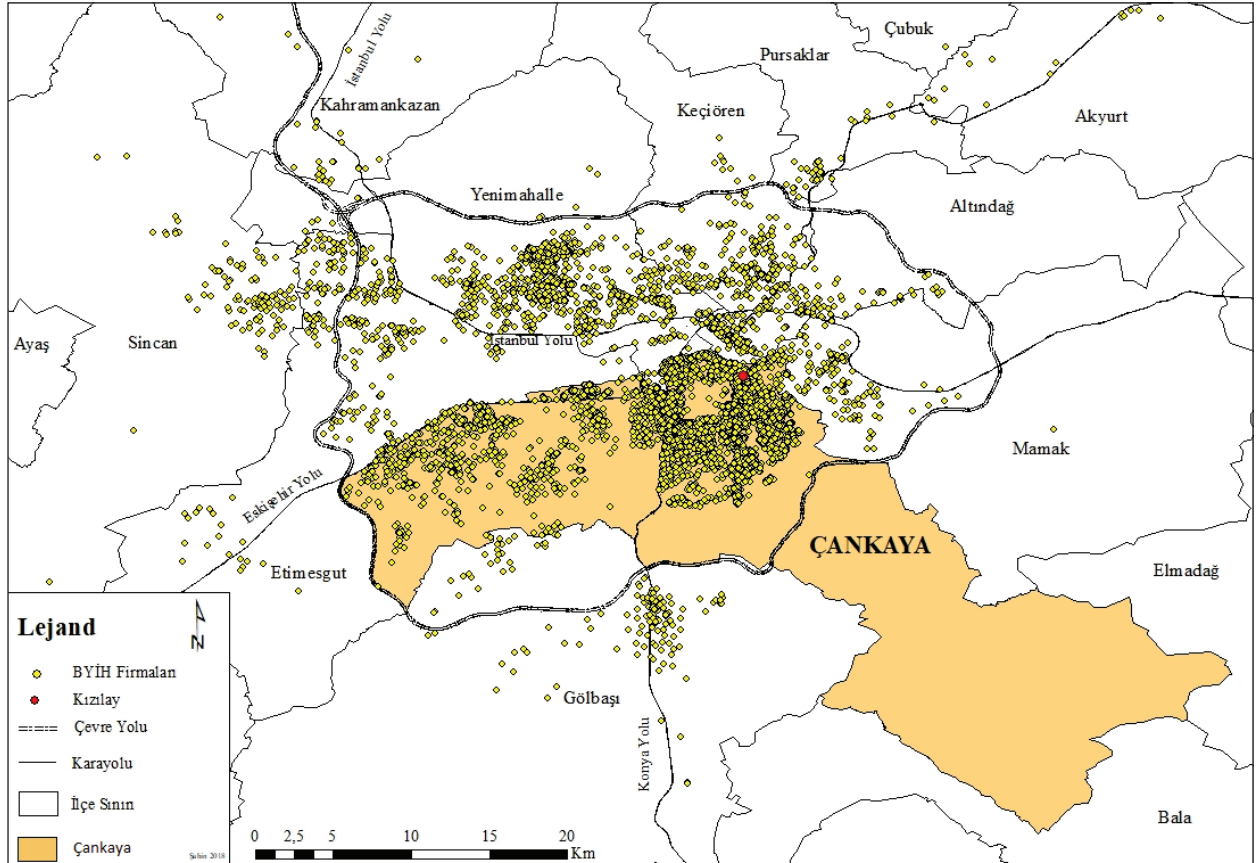 Çubuk
Pursaklar
İstanbul Yolu
Kahramankazan
Keçiören
Akyurt
Yenimahalle
Altındağ
Ayaş
Sincan
İstanbul Yolu
Mamak
Eskişehir Yolu
ÇANKAYA
Etimesgut
Elmadağ
Gölbaşı
Konya Yolu
Bala
Lejand
N
BYİH Firmaları
Kızılay
Çevre Yolu
Karayolu
İlçe Sınırı
Çankaya
Şahin 2018
0 2,5 5 10 15 20
Km